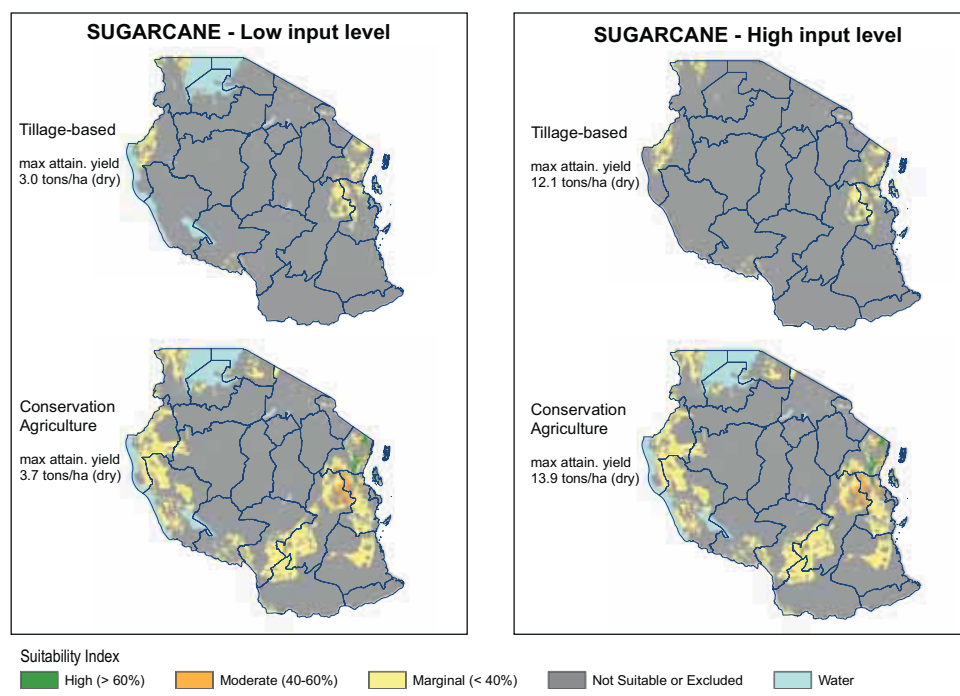 SUGARCANE - Low input level
Tillage-based
max attain. yield
3.0 tons/ha (dry)
Conservation
Agriculture
max attain. yield
3.7 tons/ha (dry)
SUGARCANE - High input level
Tillage-based
max attain. yield
12.1 tons/ha (dry)
Conservation
Agriculture
max attain. yield
13.9 tons/ha (dry)
Suitability Index
High (> 60%) Moderate (40-60%) Marginal (< 40%) Not Suitable or Excluded Water